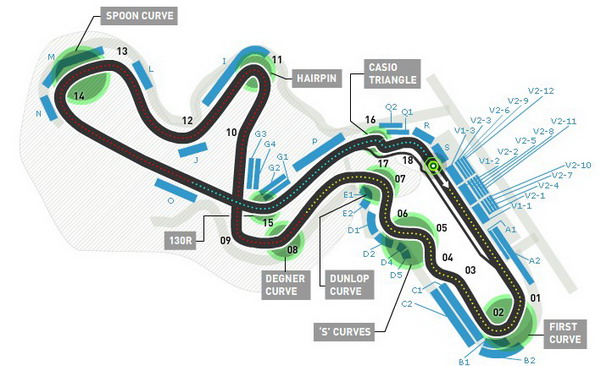 SPOON CURVE
M
13
L
I
11
HAIRPIN
CASIO
TRIANGLE
V2-12
V2-9
V2-6
V2-3
V1-3
V2-11
V2-8
V2-5
V2-2
V1-2
V2-10
V2-7
V2-4
V2-1
V1-1
N
14
12
J
10
G3
G4
G1
G2
P
16
Q2
Q1
R
S
17
18
O
15
130R
09
08
DEGNER
CURVE
E1
E2
D1
D2
D4
D5
07
06
05
04
03
DUNLOP
CURVE
'S' CURVES
C1
C2
A1
A2
01
02
FIRST
CURVE
B1
B2